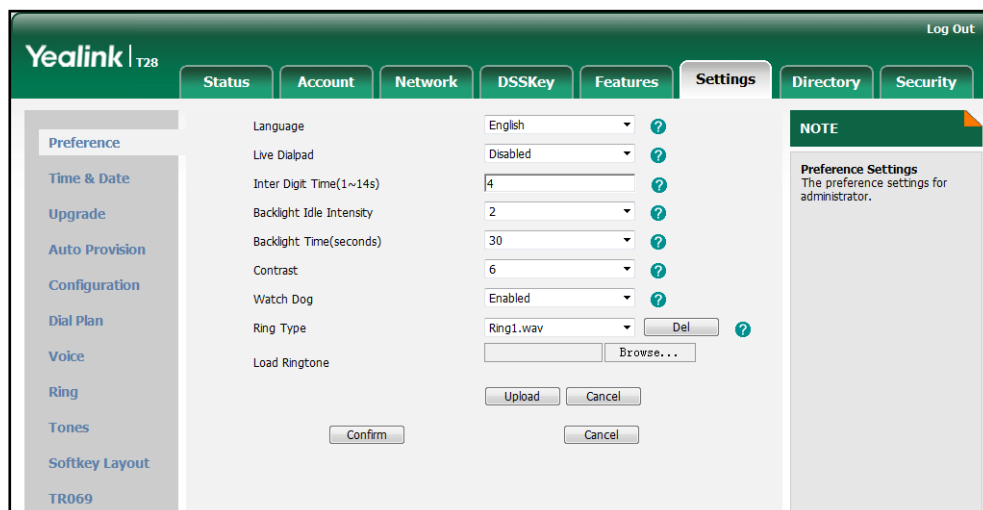 Log Out
Yealink | T28
Status Account Network DSSKey Features Settings Directory Security
Preference
Time & Date
Upgrade
Auto Provision
Configuration
Dial Plan
Voice
Ring
Tones
Softkey Layout
TR069
Language English ?
Live Dialpad Disabled ?
Inter Digit Time(1~14s) 4 ?
Backlight Idle Intensity 2 ?
Backlight Time(seconds) 30 ?
Contrast 6 ?
Watch Dog Enabled ?
Ring Type Ring1.wav Del ?
Load Ringtone Browse...
Upload Cancel
Confirm Cancel
NOTE
Preference Settings
The preference settings for
administrator.